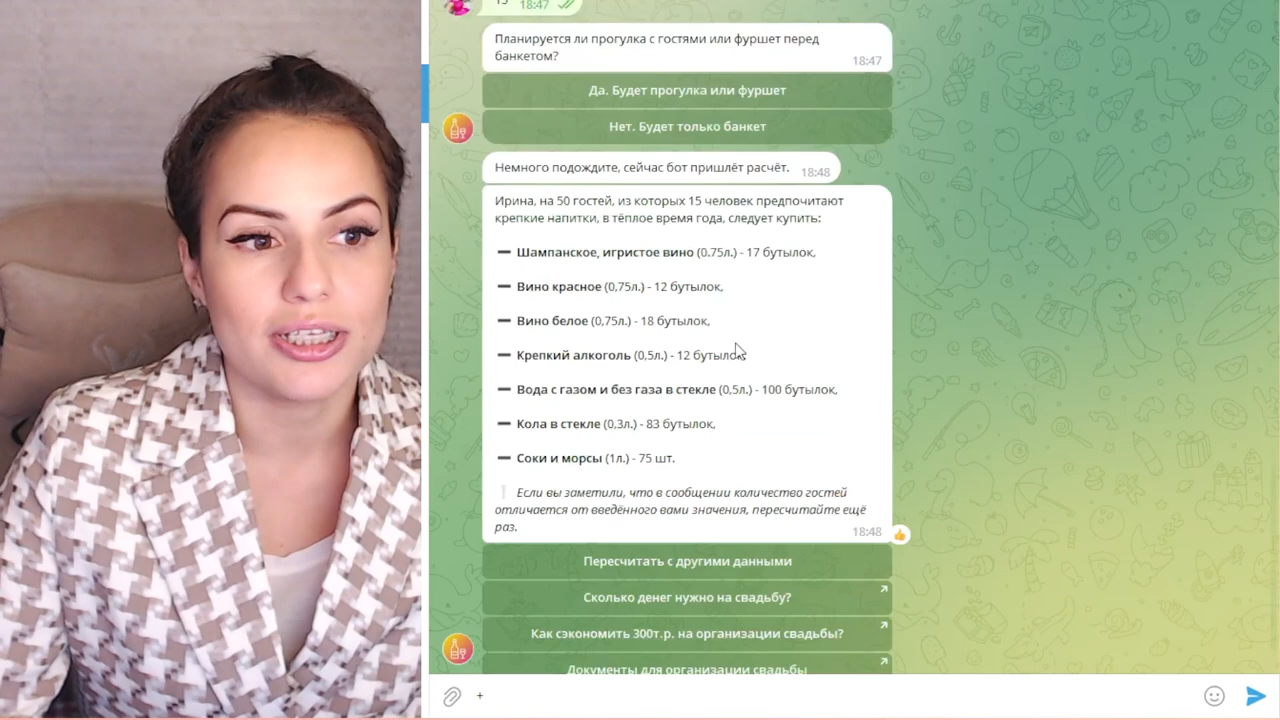 15 18:47
Планируется ли прогулка с гостями или фуршет перед
банкетом?
18:47
Да. Будет прогулка или фуршет
Нет. Будет только банкет
Немного подождите, сейчас бот пришлёт расчёт. 18:48
Ирина, на 50 гостей, из которых 15 человек предпочитают
крепкие напитки, в тёплое время года, следует купить:
— Шампанское, игристое вино (0.75л.) - 17 бутылок,
— Вино красное (0,75л.) - 12 бутылок,
— Вино белое (0,75л.) - 18 бутылок,
— Крепкий алкоголь (0,5л.) - 12 бутылок
— Вода с газом и без газа в стекле (0,5л.) - 100 бутылок,
— Кола в стекле (0,3л.) - 83 бутылок,
— Соки и морсы (1л.) - 75 шт.
❕ Если вы заметили, что в сообщении количество гостей
отличается от введённого вами значения, пересчитайте ещё
раз.
18:48
Пересчитать с другими данными
Сколько денег нужно на свадьбу?
Как сэкономить 300т.р. на организации свадьбы?
Документы для организации свадьбы
+